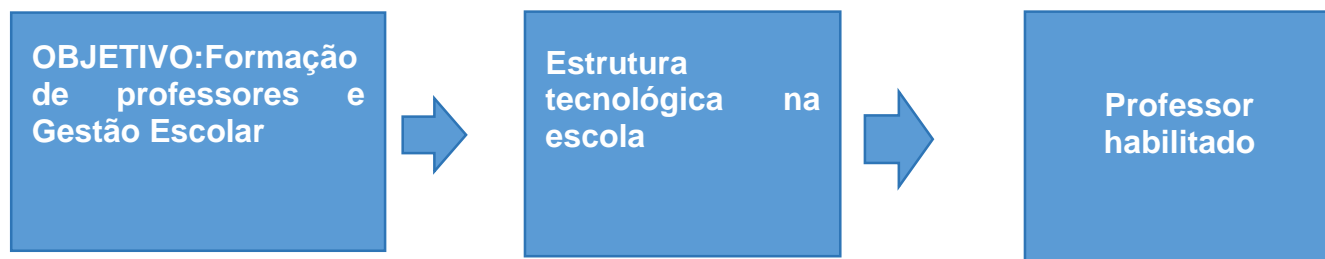 OBJETIVO:Formação
de professores e
Gestão Escolar
Estrutura
tecnológica na
escola
Professor
habilitado